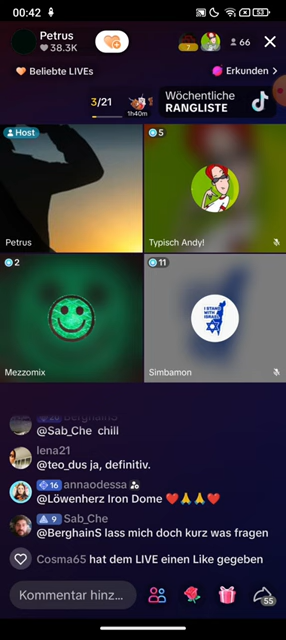 00:42
53
Petrus
38.3K
7
66
Beliebte LIVEs
Erkunden >
3/21
1h40m
Wöchentliche
RANGLISTE
Host
5
Petrus
Typisch Andy!
2
11
I STAND
WITH
ISRAEL
Mezzomix
Simbamon
BerghainS
@Sab_Che chill
lena21
@teo_dus ja, definitiv.
16 annaodessa
@Löwenherz Iron Dome ❤️🙏🙏❤️
9 Sab_Che
@BerghainS lass mich doch kurz was fragen
Cosma65 hat dem LIVE einen Like gegeben
Kommentar hinz...
55